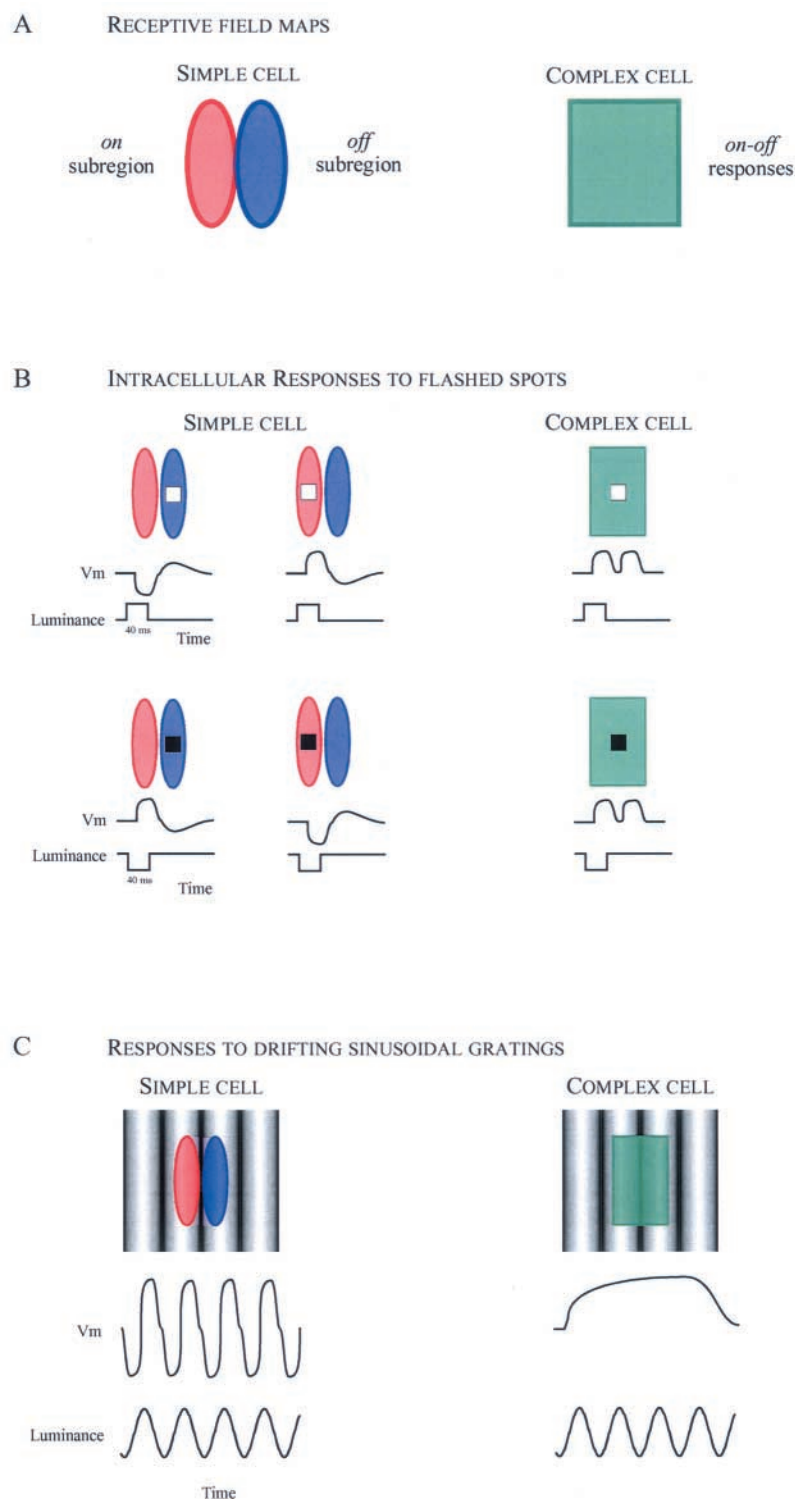 A RECEPTIVE FIELD MAPS
SIMPLE CELL
COMPLEX CELL
on
subregion
off
subregion
on-off
responses
B INTRACELLULAR RESPONSES TO FLASHED SPOTS
SIMPLE CELL
COMPLEX CELL
Vm
Luminance
40 ms
Time
Vm
Luminance
40 ms
Time
C RESPONSES TO DRIFTING SINUSOIDAL GRATINGS
SIMPLE CELL
COMPLEX CELL
Vm
Luminance
Time